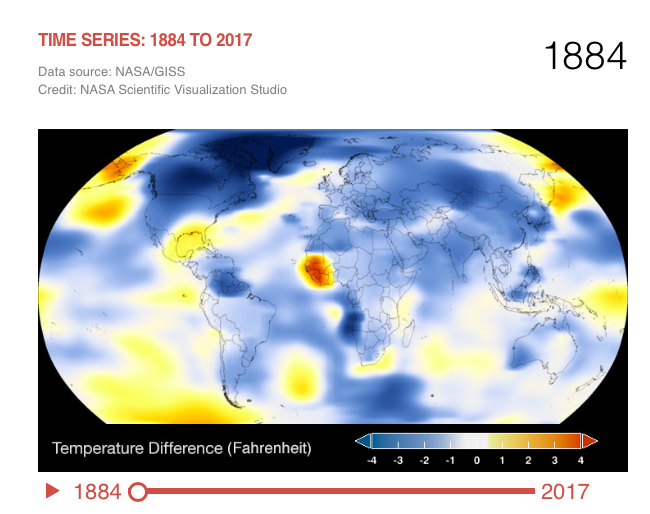 TIME SERIES: 1884 TO 2017
1884
Data source: NASA/GISS
Credit: NASA Scientific Visualization Studio
Temperature Difference (Fahrenheit)
-4 -3 -2 -1 0 1 2 3 4
1884 2017